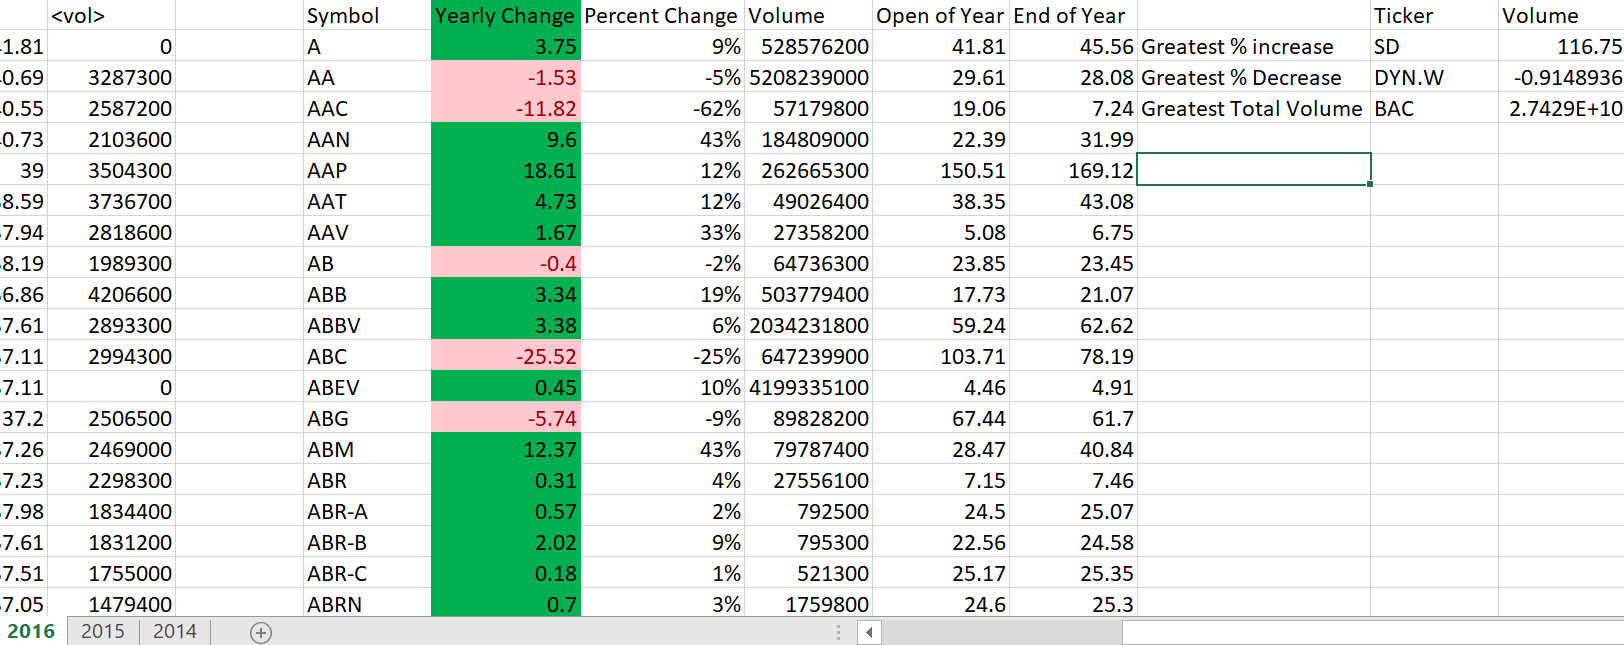 <vol> Symbol Yearly Change Percent Change Volume Open of Year End of Year Ticker Volume
1.81 0 A 3.75 9% 528576200 41.81 45.56 Greatest % increase SD 116.75
0.69 3287300 AA -1.53 -5% 5208239000 29.61 28.08 Greatest % Decrease DYN.W -0.9148936
0.55 2587200 AAC -11.82 -62% 57179800 19.06 7.24 Greatest Total Volume BAC 2.7429E+10
0.73 2103600 AAN 9.6 43% 184809000 22.39 31.99
39 3504300 AAP 18.61 12% 262665300 150.51 169.12
8.59 3736700 AAT 4.73 12% 49026400 38.35 43.08
7.94 2818600 AAV 1.67 33% 27358200 5.08 6.75
8.19 1989300 AB -0.4 -2% 64736300 23.85 23.45
6.86 4206600 ABB 3.34 19% 503779400 17.73 21.07
7.61 2893300 ABBV 3.38 6% 2034231800 59.24 62.62
7.11 2994300 ABC -25.52 -25% 647239900 103.71 78.19
7.11 0 ABEV 0.45 10% 4199335100 4.46 4.91
37.2 2506500 ABG -5.74 -9% 89828200 67.44 61.7
7.26 2469000 ABM 12.37 43% 79787400 28.47 40.84
7.23 2298300 ABR 0.31 4% 27556100 7.15 7.46
7.98 1834400 ABR-A 0.57 2% 792500 24.5 25.07
7.61 1831200 ABR-B 2.02 9% 795300 22.56 24.58
7.51 1755000 ABR-C 0.18 1% 521300 25.17 25.35
7.05 1479400 ABRN 0.7 3% 1759800 24.6 25.3
2016 2015 2014